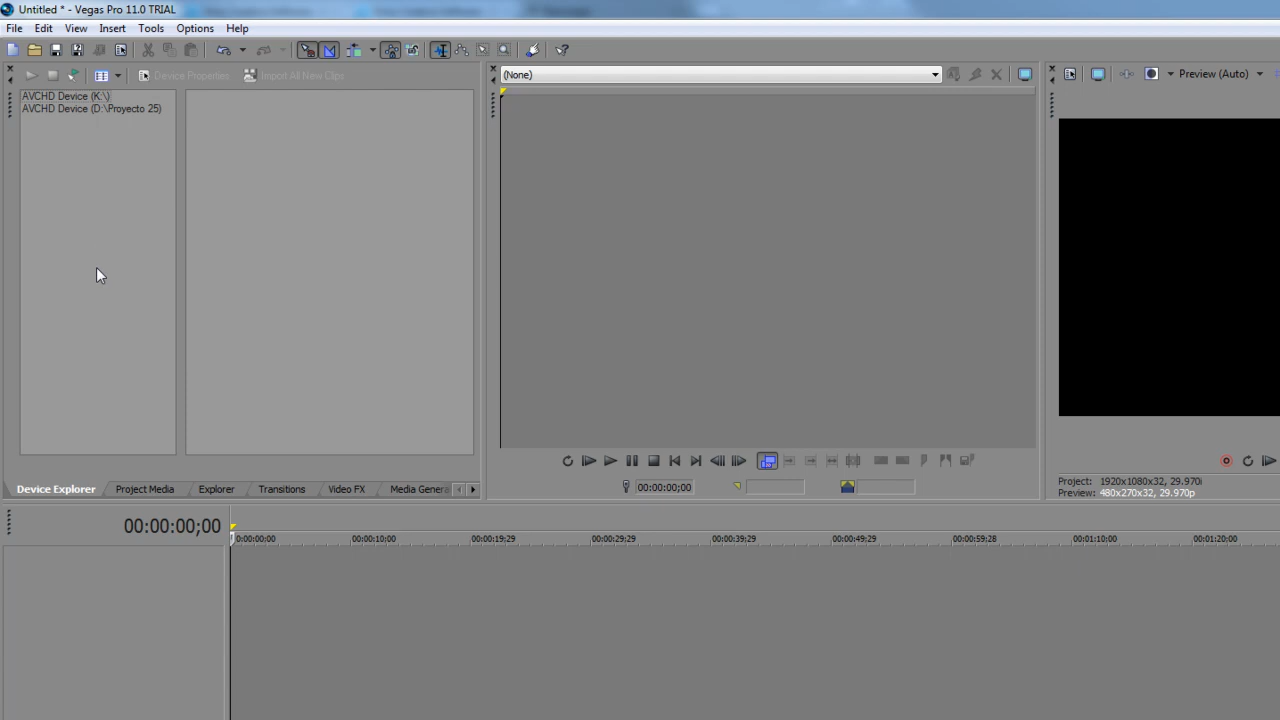 Untitled * - Vegas Pro 11.0 TRIAL
File Edit View Insert Tools Options Help
Device Properties Import All New Clips
(None)
Preview (Auto)
AVCHD Device (K:\)
AVCHD Device (D:\Proyecto 25)
Device Explorer Project Media Explorer Transitions Video FX Media Genera
00:00:00;00
Project: 1920x1080x32, 29.970i
Preview: 480x270x32, 29.970p
00:00:00;00
0:00:00;00 00:00:10;00 00:00:19;29 00:00:29;29 00:00:39;29 00:00:49;29 00:00:59;28 00:01:10;00 00:01:20;00